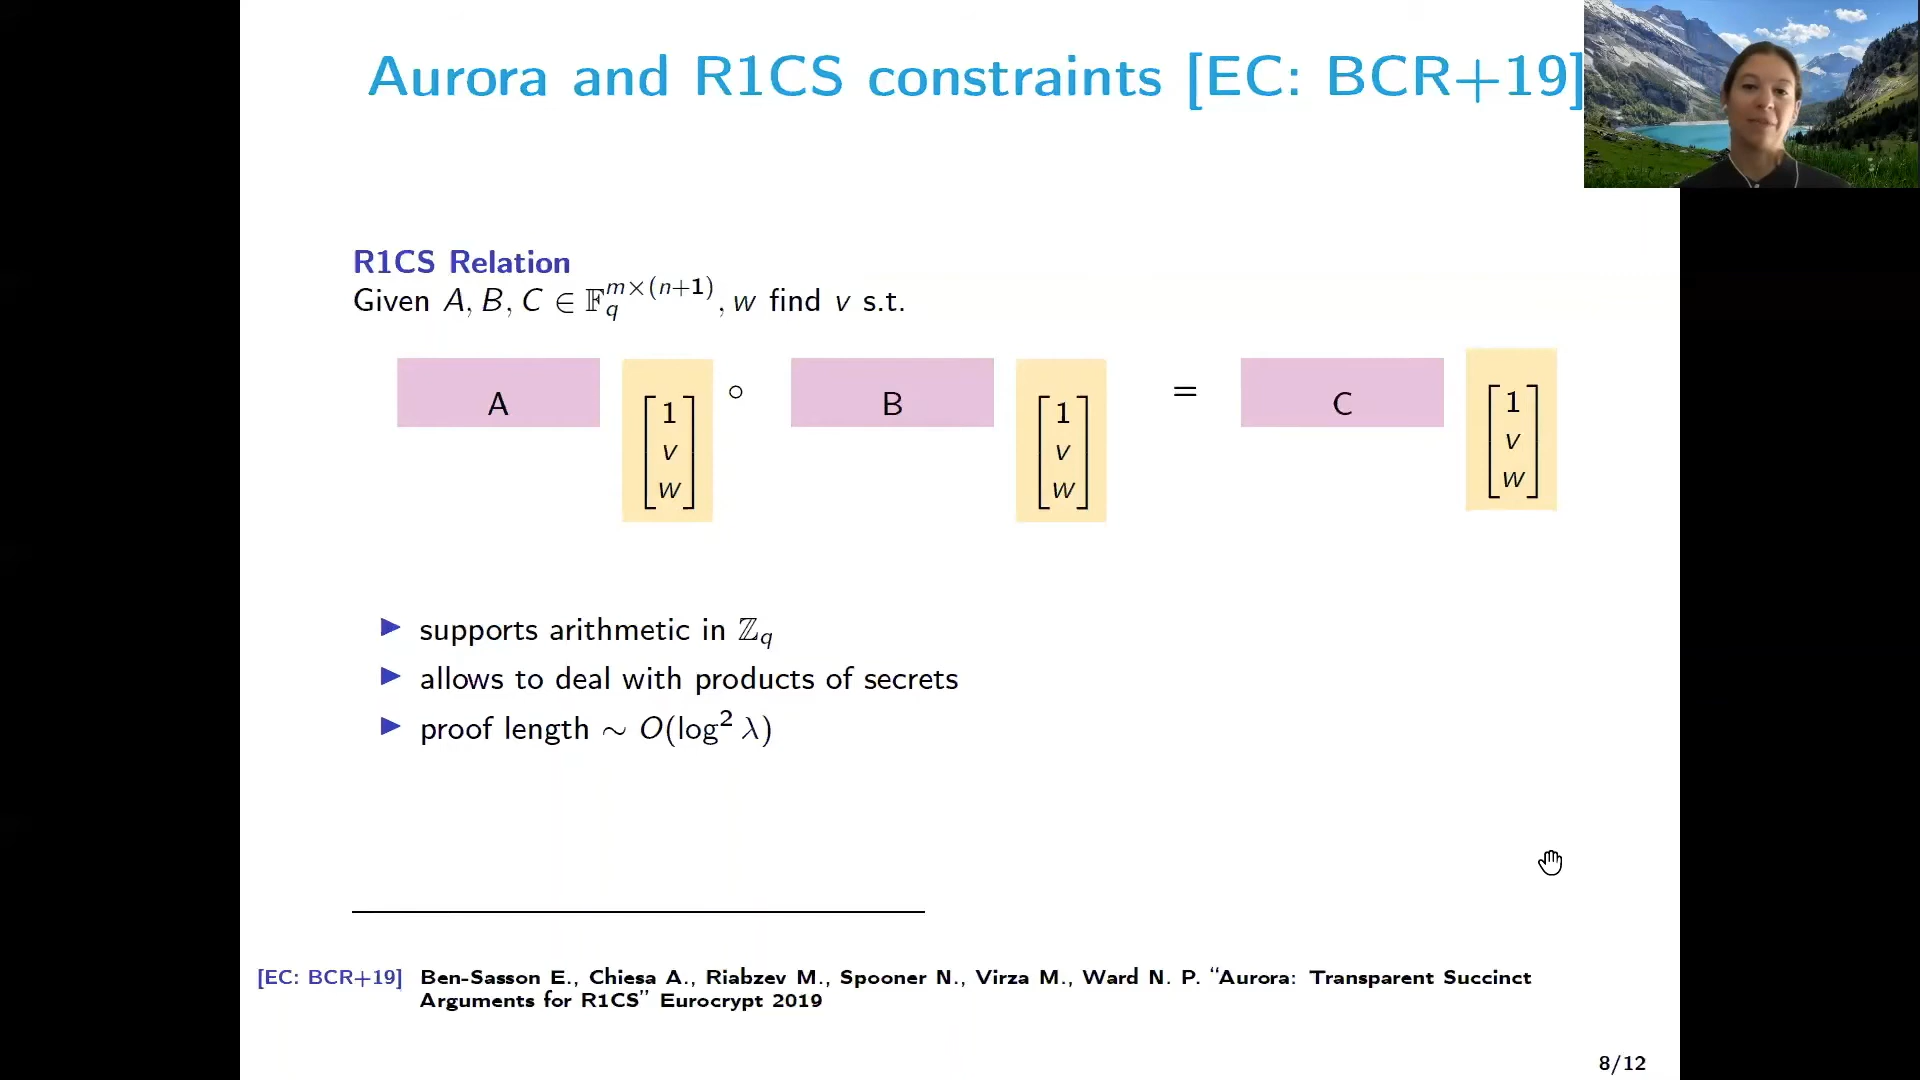 Aurora and R1CS constraints [EC: BCR+19]
R1CS Relation
Given A, B, C ∈ 𝔽_q^{m×(n+1)}, w find v s.t.
A [1 v w] ∘ B [1 v w] = C [1 v w]
▶ supports arithmetic in ℤ_q
▶ allows to deal with products of secrets
▶ proof length ∼ O(log² λ)
[EC: BCR+19] Ben-Sasson E., Chiesa A., Riabzev M., Spooner N., Virza M., Ward N. P. “Aurora: Transparent Succinct
Arguments for R1CS” Eurocrypt 2019
8/12